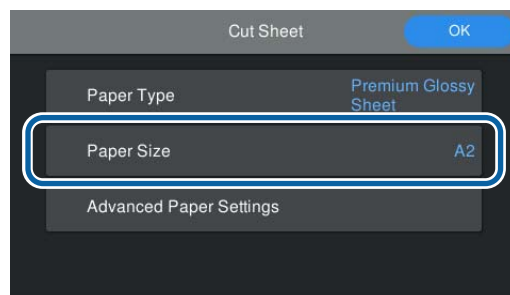 Cut Sheet OK
Paper Type Premium Glossy
Sheet
Paper Size A2
Advanced Paper Settings